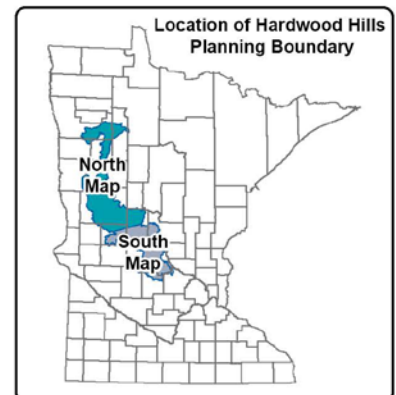 Location of Hardwood Hills
Planning Boundary
North
Map
South
Map